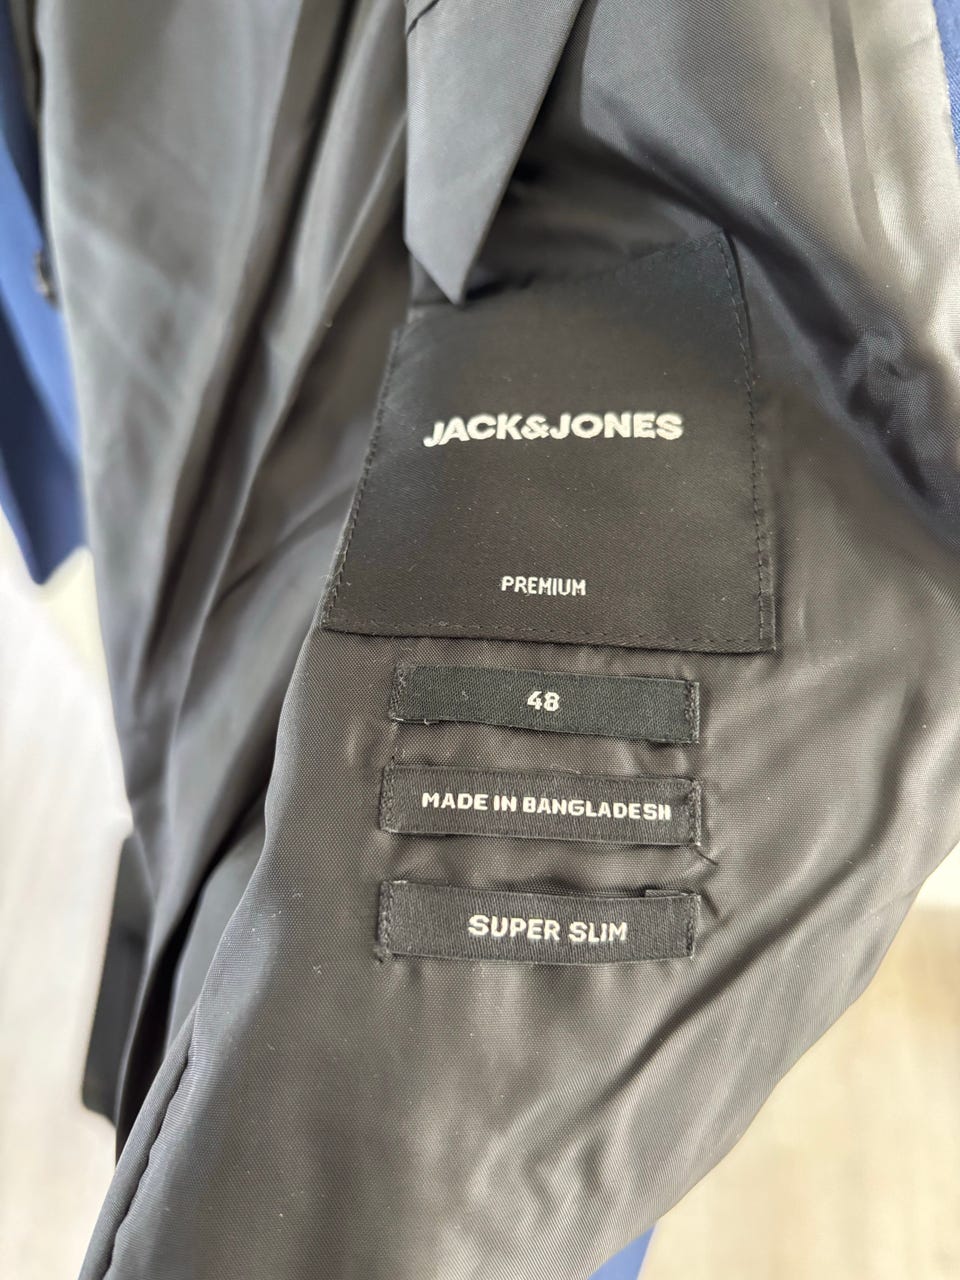 JACK&JONES
PREMIUM
48
MADE IN BANGLADESH
SUPER SLIM